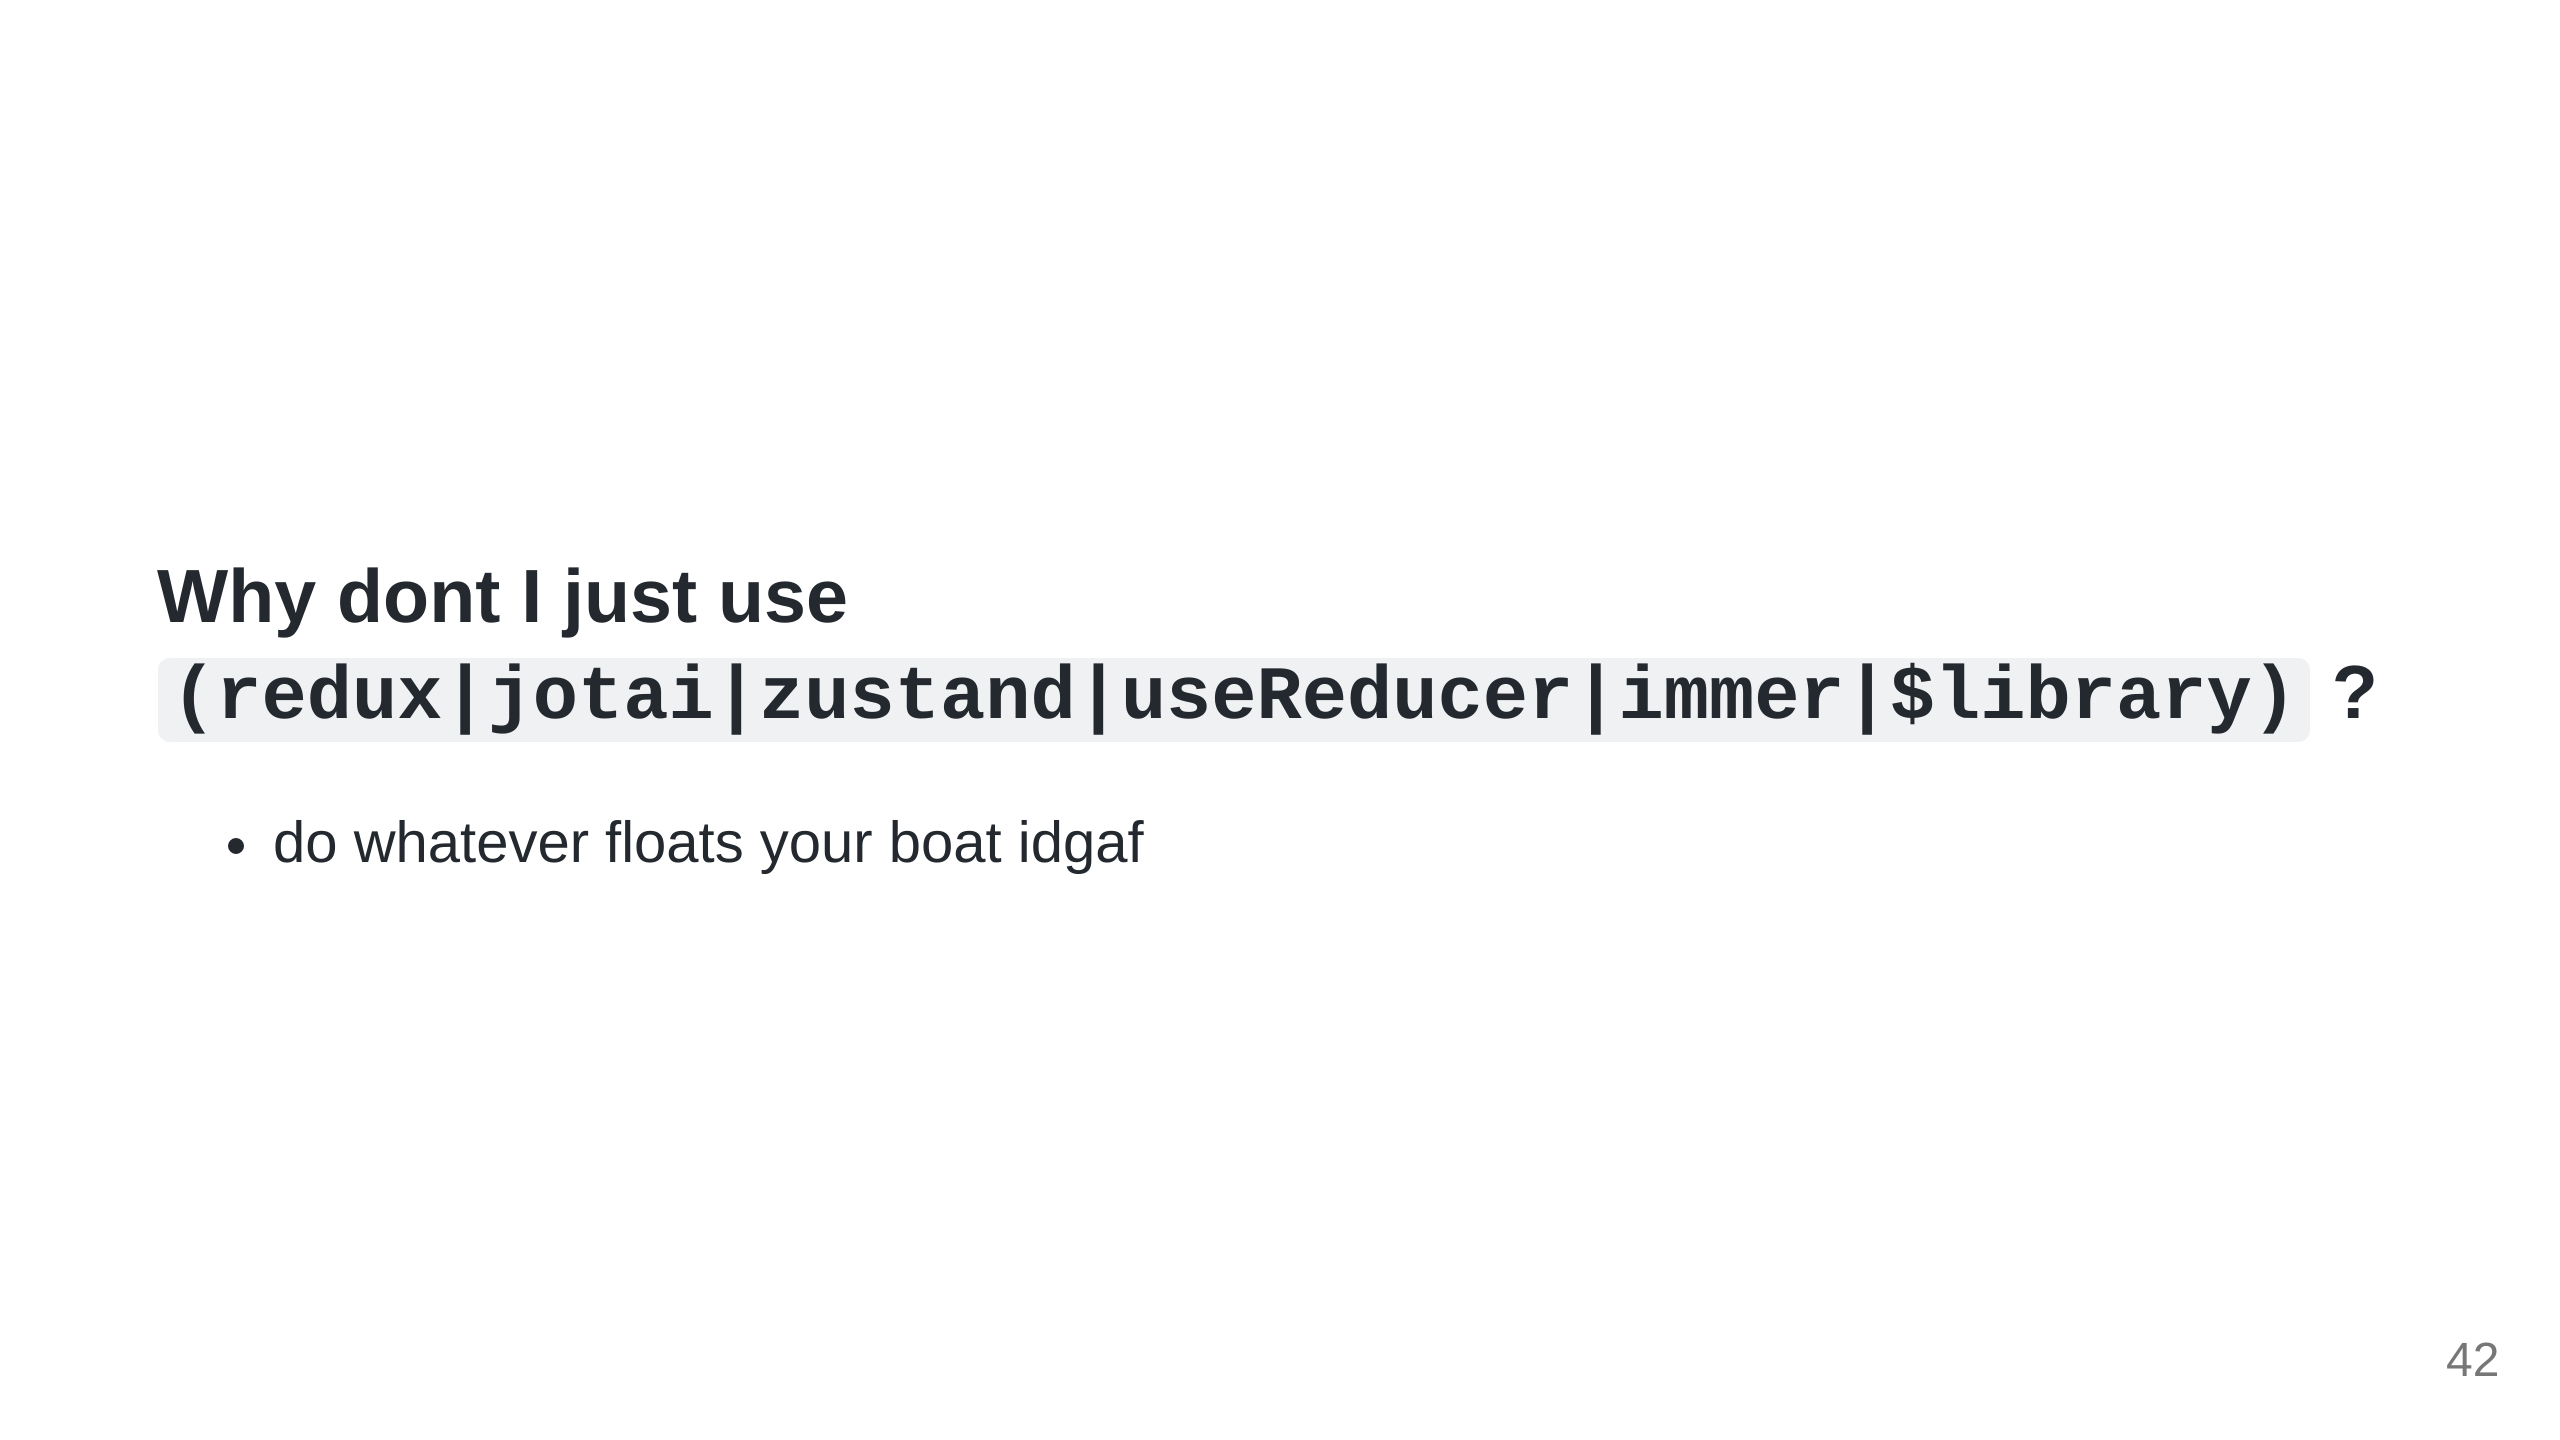 Why dont I just use
(redux|jotai|zustand|useReducer|immer|$library) ?
• do whatever floats your boat idgaf
42